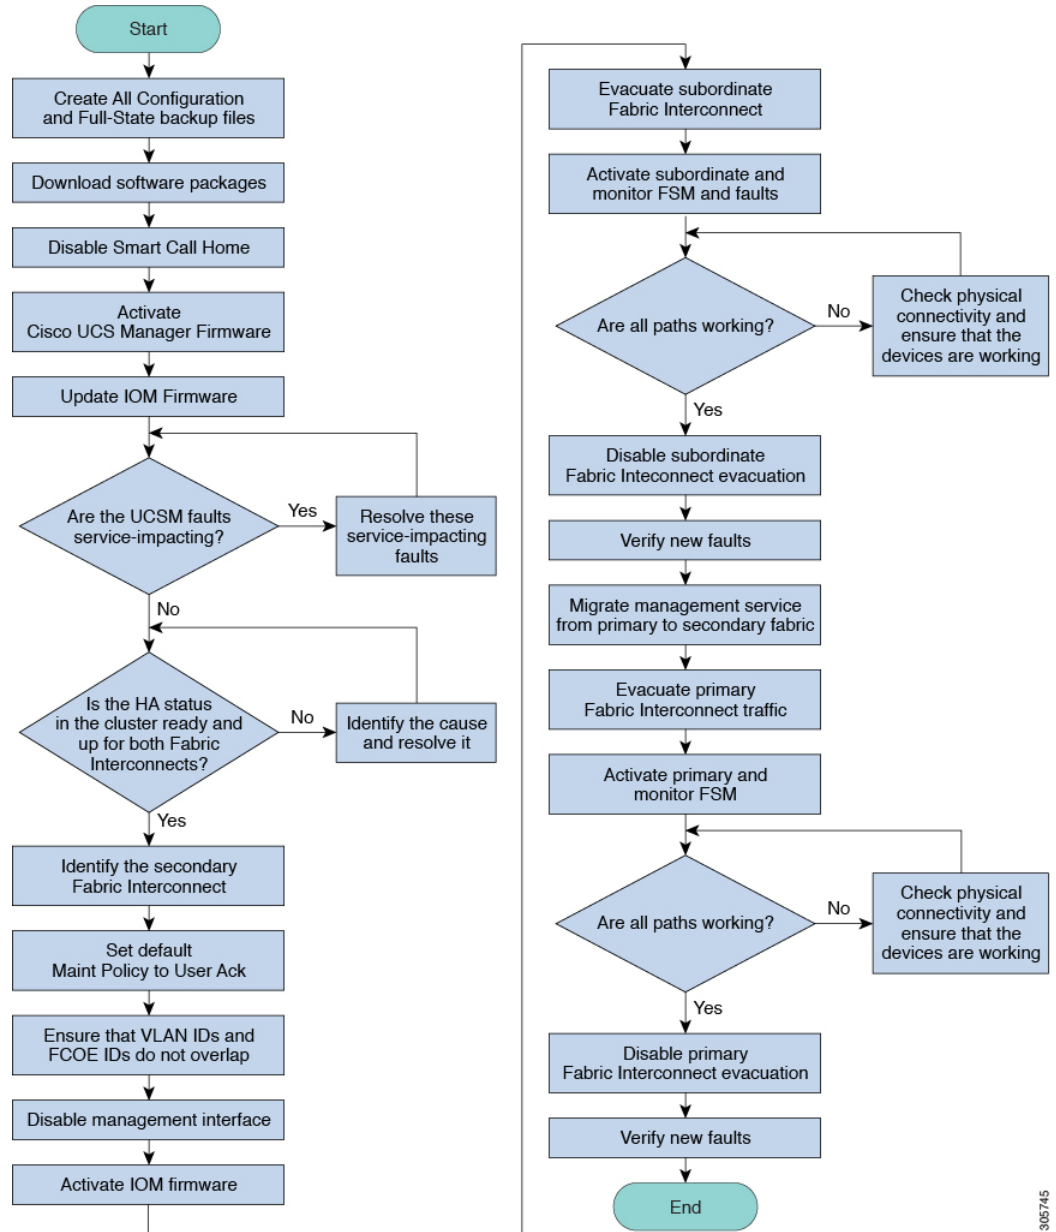 Start
Create All Configuration
and Full-State backup files
Download software packages
Disable Smart Call Home
Activate
Cisco UCS Manager Firmware
Update IOM Firmware
Are the UCSM faults
service-impacting?
Yes
Resolve these
service-impacting
faults
No
Is the HA status
in the cluster ready and
up for both Fabric
Interconnects?
No
Identify the cause
and resolve it
Yes
Identify the secondary
Fabric Interconnect
Set default
Maint Policy to User Ack
Ensure that VLAN IDs and
FCOE IDs do not overlap
Disable management interface
Activate IOM firmware
Evacuate subordinate
Fabric Interconnect
Activate subordinate and
monitor FSM and faults
Are all paths working?
No
Check physical
connectivity and
ensure that the
devices are working
Yes
Disable subordinate
Fabric Inteconnect evacuation
Verify new faults
Migrate management service
from primary to secondary fabric
Evacuate primary
Fabric Interconnect traffic
Activate primary and
monitor FSM
Are all paths working?
No
Check physical
connectivity and
ensure that the
devices are working
Yes
Disable primary
Fabric Interconnect evacuation
Verify new faults
End
305745